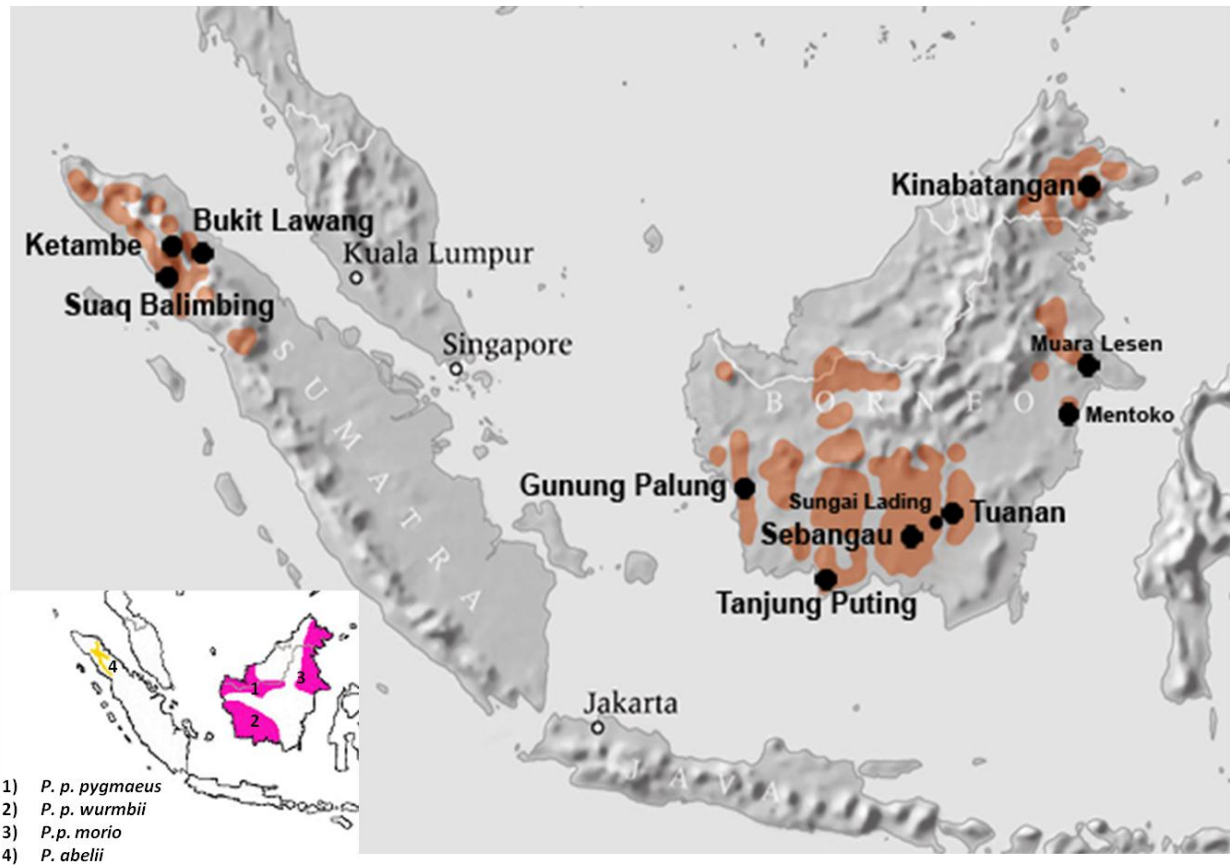 Kinabatangan
Bukit Lawang
Ketambe
Kuala Lumpur
Suaq Balimbing
Singapore
Muara Lesen
SUMATRA
BORNEO
Mentoko
Gunung Palung
Sungai Lading
Tuanan
Sebangau
Tanjung Puting
Jakarta
JAVA
4
3
1
2
1) P. p. pygmaeus
2) P. p. wurmbii
3) P.p. morio
4) P. abelii